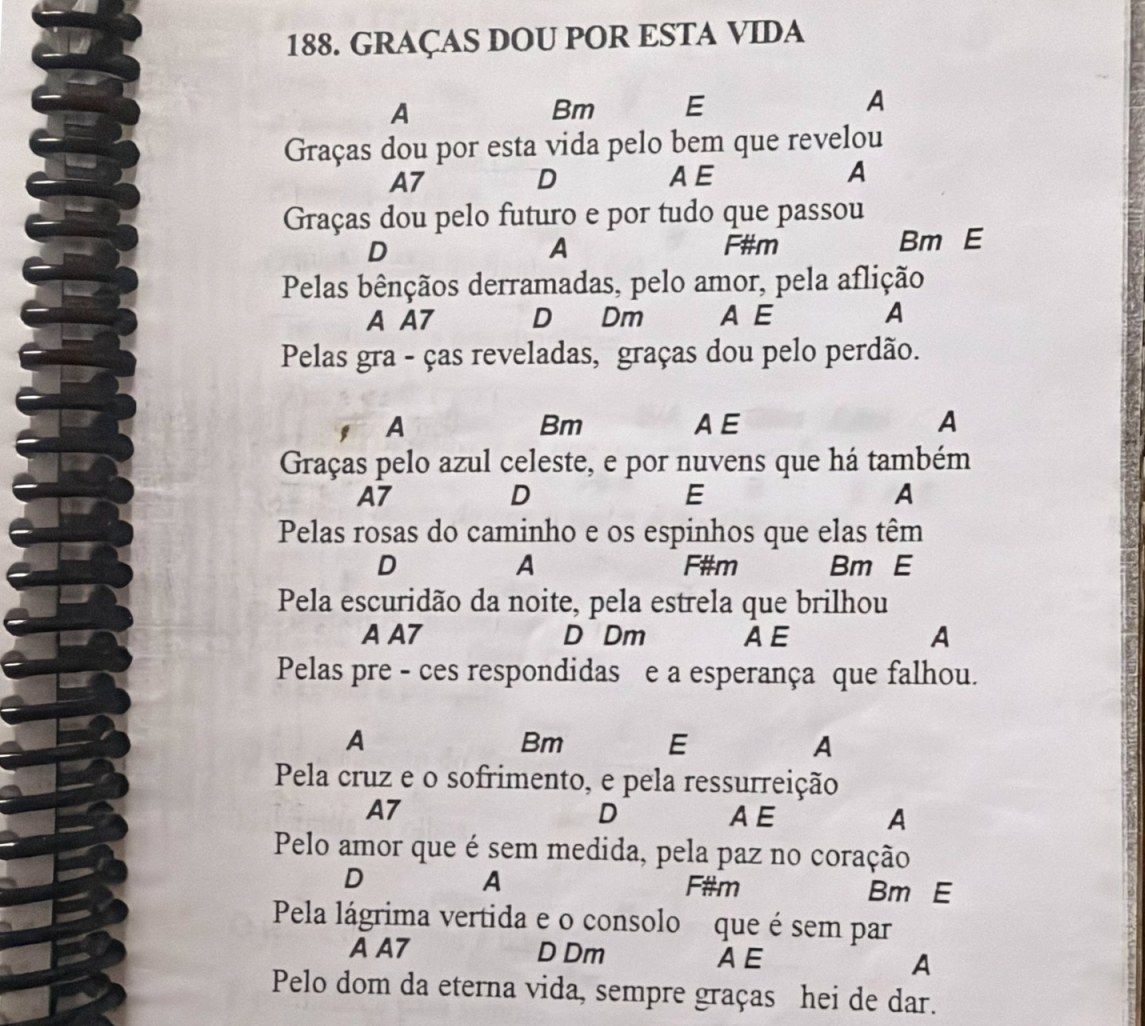 188. GRAÇAS DOU POR ESTA VIDA
A Bm E A
Graças dou por esta vida pelo bem que revelou
A7 D A E A
Graças dou pelo futuro e por tudo que passou
D A F#m Bm E
Pelas bênçãos derramadas, pelo amor, pela aflição
A A7 D Dm A E A
Pelas gra - ças reveladas, graças dou pelo perdão.
A Bm A E A
Graças pelo azul celeste, e por nuvens que há também
A7 D E A
Pelas rosas do caminho e os espinhos que elas têm
D A F#m Bm E
Pela escuridão da noite, pela estrela que brilhou
A A7 D Dm A E A
Pelas pre - ces respondidas e a esperança que falhou.
A Bm E A
Pela cruz e o sofrimento, e pela ressurreição
A7 D A E A
Pelo amor que é sem medida, pela paz no coração
D A F#m Bm E
Pela lágrima vertida e o consolo que é sem par
A A7 D Dm A E A
Pelo dom da eterna vida, sempre graças hei de dar.